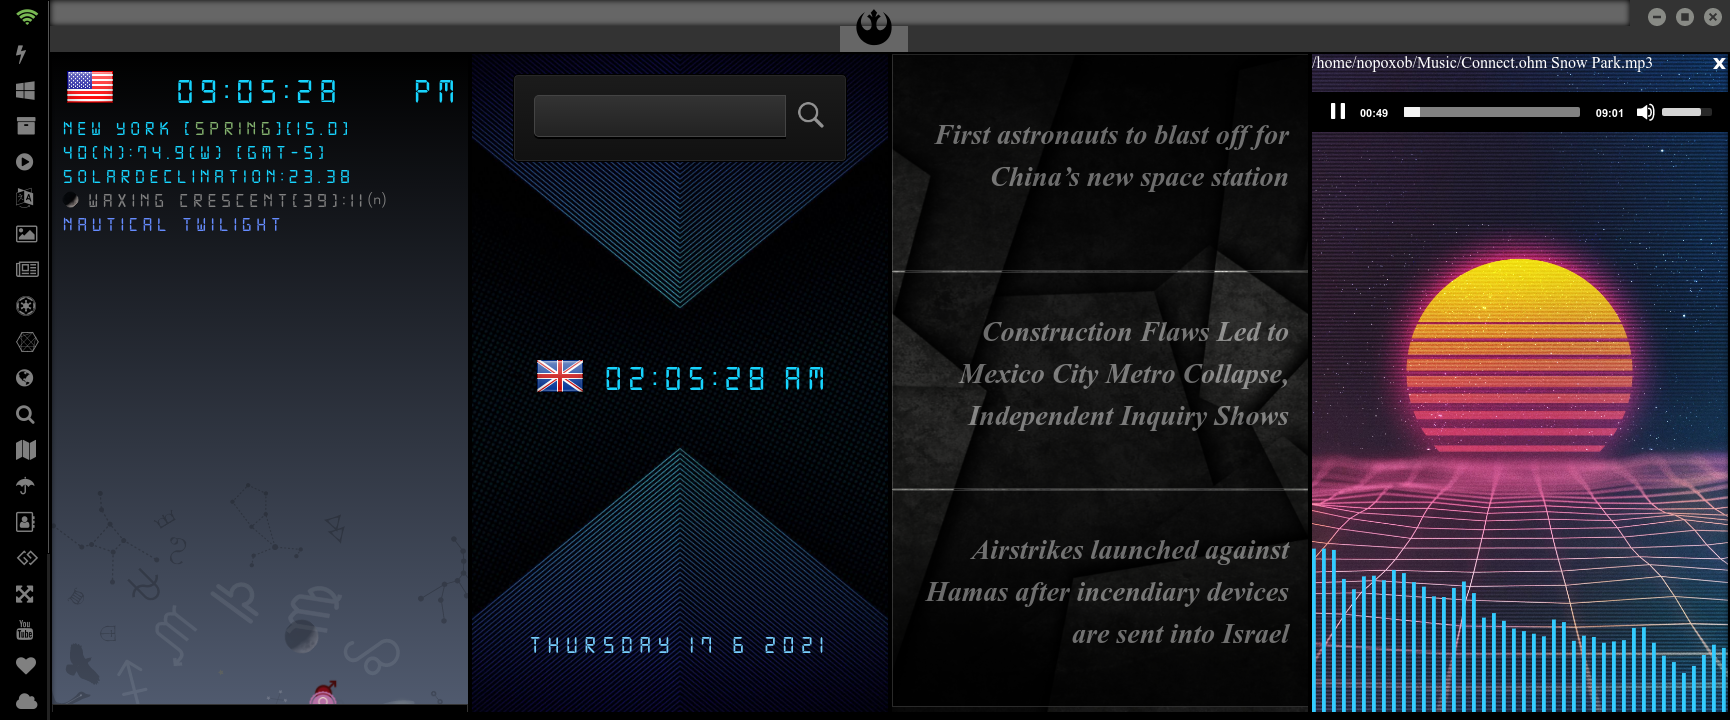 09:05:28 PM
NEW YORK [SPRING][15.0]
40(N):74.9(W) [GMT-5]
SOLARDECLINATION:23.38
WAXING CRESCENT[39]:11(n)
NAUTICAL TWILIGHT
02:05:28 AM
THURSDAY 17 6 2021
First astronauts to blast off for
China’s new space station
Construction Flaws Led to
Mexico City Metro Collapse,
Independent Inquiry Shows
Airstrikes launched against
Hamas after incendiary devices
are sent into Israel
/home/nopoxob/Music/Connect.ohm Snow Park.mp3
x
00:49
09:01
You
Tube